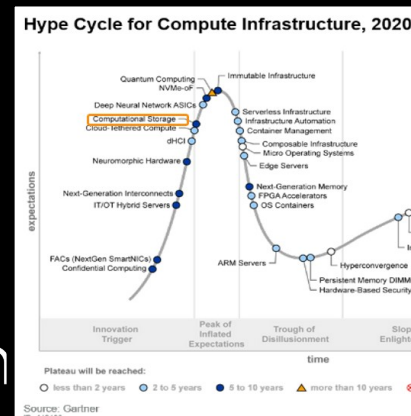 Hype Cycle for Compute Infrastructure, 2020
expectations
Quantum Computing
Immutable Infrastructure
NVMe-oF
Deep Neural Network ASICs
Computational Storage
Cloud-Tethered Compute
dHCI
Neuromorphic Hardware
Next-Generation Interconnects
IT/OT Hybrid Servers
FACs (NextGen SmartNICs)
Confidential Computing
Serverless Infrastructure
Infrastructure Automation
Container Management
Composable Infrastructure
Micro Operating Systems
Edge Servers
Next-Generation Memory
FPGA Accelerators
OS Containers
ARM Servers
Hyperconvergence
Persistent Memory DIMM
Hardware-Based Security
Innovation
Trigger
Peak of
Inflated
Expectations
Trough of
Disillusionment
Slop
Enlight
time
Plateau will be reached:
less than 2 years
2 to 5 years
5 to 10 years
more than 10 years
Source: Gartner